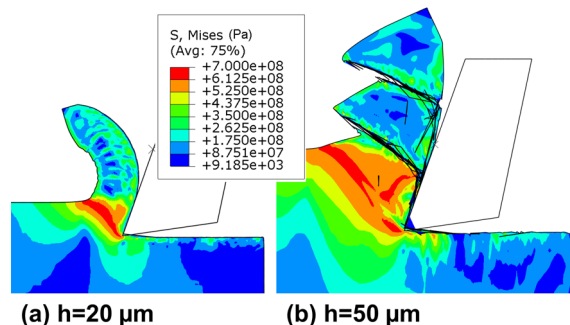 S, Mises (Pa)
(Avg: 75%)
+7.000e+08
+6.125e+08
+5.250e+08
+4.375e+08
+3.500e+08
+2.625e+08
+1.750e+08
+8.751e+07
+9.185e+03
(a) h=20 μm
(b) h=50 μm